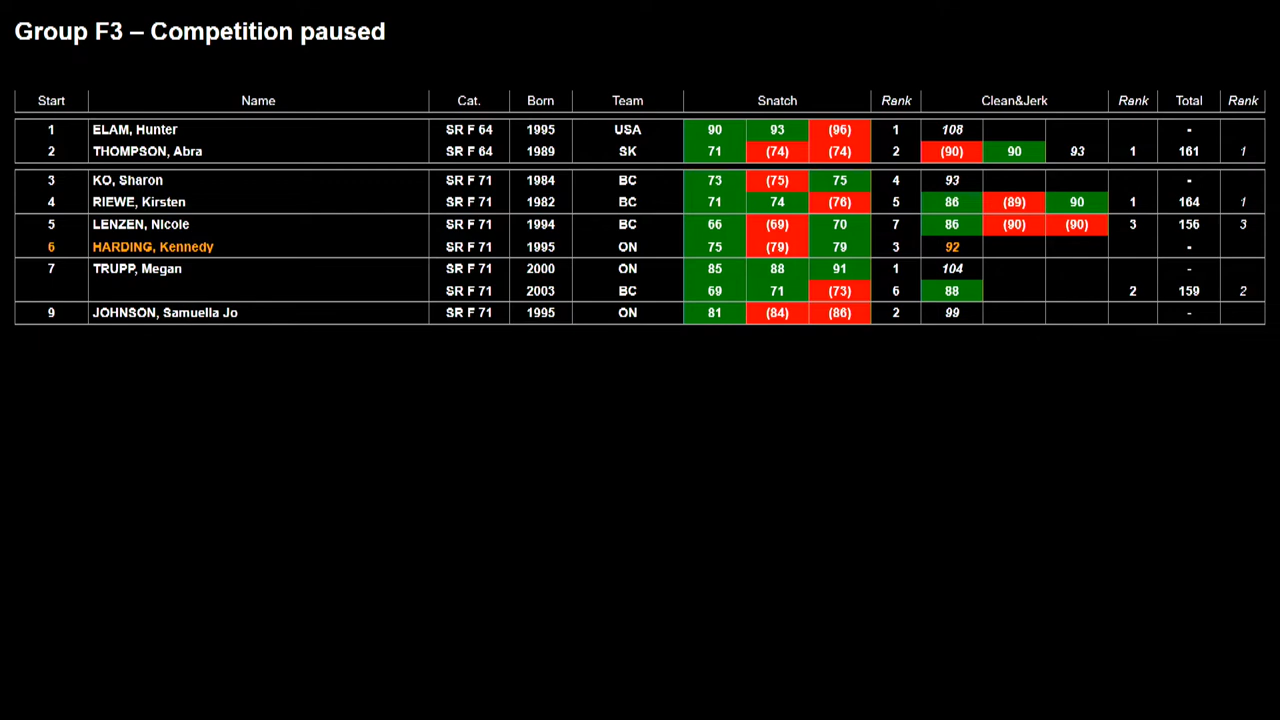 Group F3 – Competition paused
Start Name Cat. Born Team Snatch Rank Clean&Jerk Rank Total Rank
1 ELAM, Hunter SR F 64 1995 USA 90 93 (96) 1 108 -
2 THOMPSON, Abra SR F 64 1989 SK 71 (74) (74) 2 (90) 90 93 1 161 1
3 KO, Sharon SR F 71 1984 BC 73 (75) 75 4 93 -
4 RIEWE, Kirsten SR F 71 1982 BC 71 74 (76) 5 86 (89) 90 1 164 1
5 LENZEN, Nicole SR F 71 1994 BC 66 (69) 70 7 86 (90) (90) 3 156 3
6 HARDING, Kennedy SR F 71 1995 ON 75 (79) 79 3 92 -
7 TRUPP, Megan SR F 71 2000 ON 85 88 91 1 104 -
SR F 71 2003 BC 69 71 (73) 6 88 2 159 2
9 JOHNSON, Samuella Jo SR F 71 1995 ON 81 (84) (86) 2 99 -